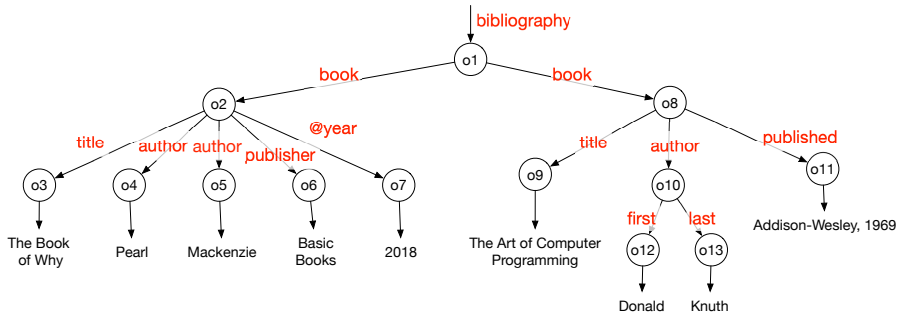 bibliography
o1
book
book
o2
o8
title
author
author
publisher
@year
title
author
published
o3
o4
o5
o6
o7
o9
o10
o11
The Book
of Why
Pearl
Mackenzie
Basic
Books
2018
The Art of Computer
Programming
first
last
Addison-Wesley, 1969
o12
o13
Donald
Knuth